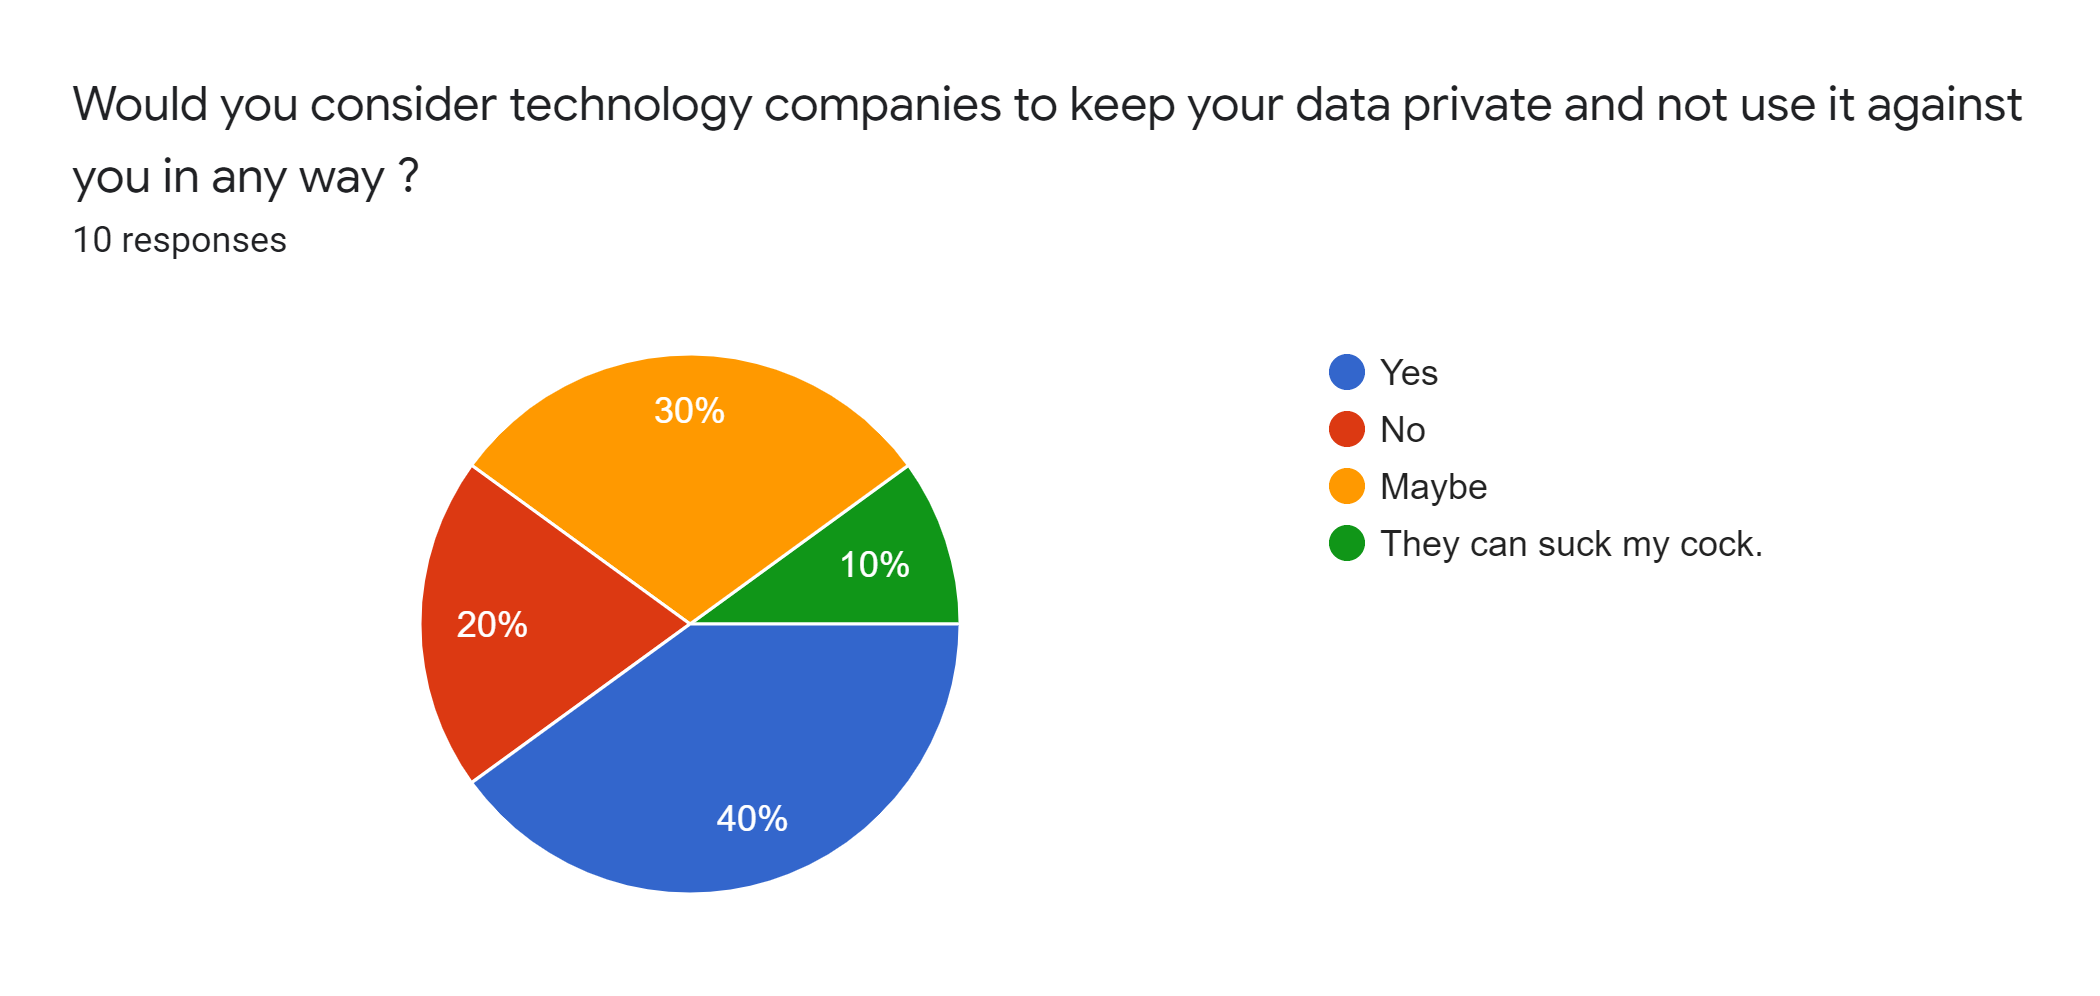 Would you consider technology companies to keep your data private and not use it against
you in any way ?
10 responses
30%
10%
20%
40%
Yes
No
Maybe
They can suck my cock.